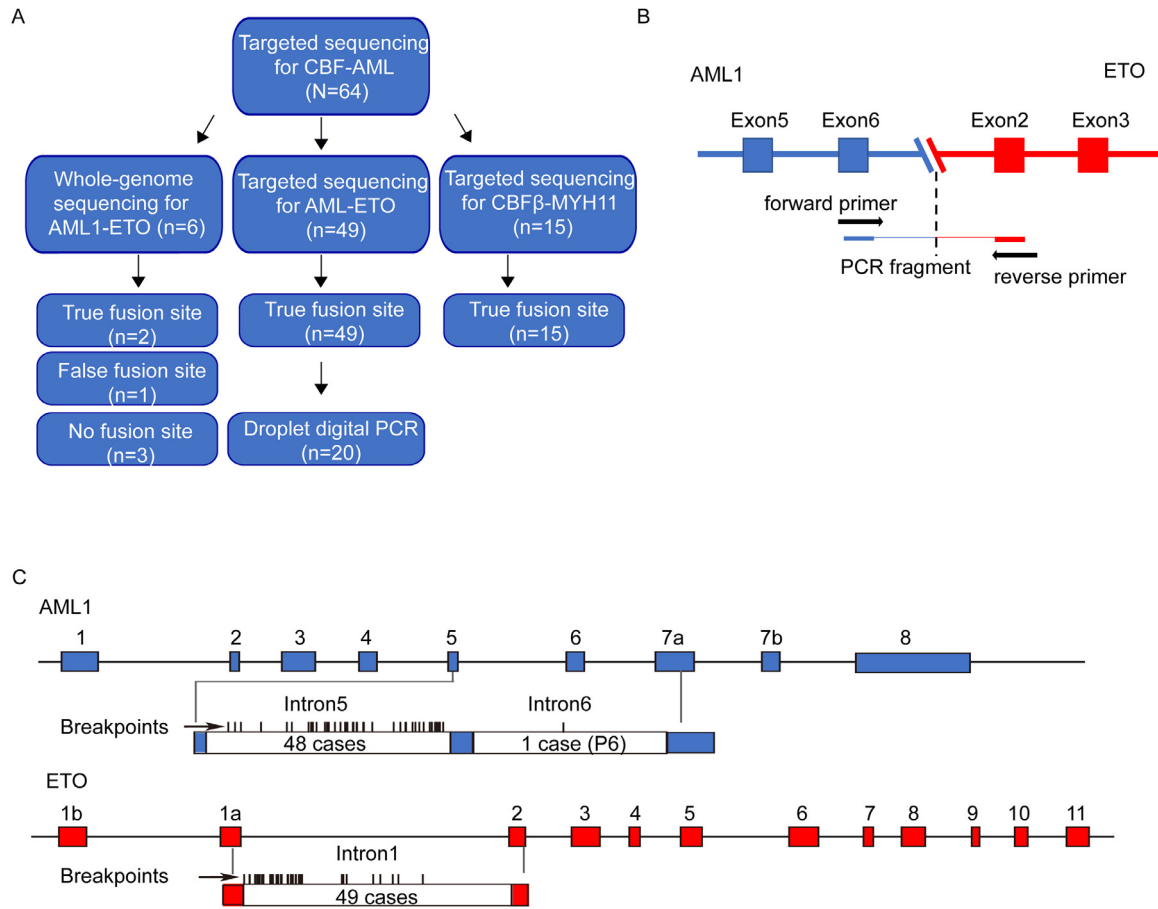 A
Targeted sequencing
for CBF-AML
(N=64)
Whole-genome
sequencing for
AML1-ETO (n=6)
Targeted sequencing
for AML-ETO
(n=49)
Targeted sequencing
for CBFβ-MYH11
(n=15)
True fusion site
(n=2)
True fusion site
(n=49)
True fusion site
(n=15)
False fusion site
(n=1)
No fusion site
(n=3)
Droplet digital PCR
(n=20)
B
AML1
ETO
Exon5
Exon6
Exon2
Exon3
forward primer
PCR fragment
reverse primer
C
AML1
1 2 3 4 5 6 7a 7b 8
Intron5 Intron6
Breakpoints
48 cases 1 case (P6)
ETO
1b 1a 2 3 4 5 6 7 8 9 10 11
Intron1
Breakpoints
49 cases